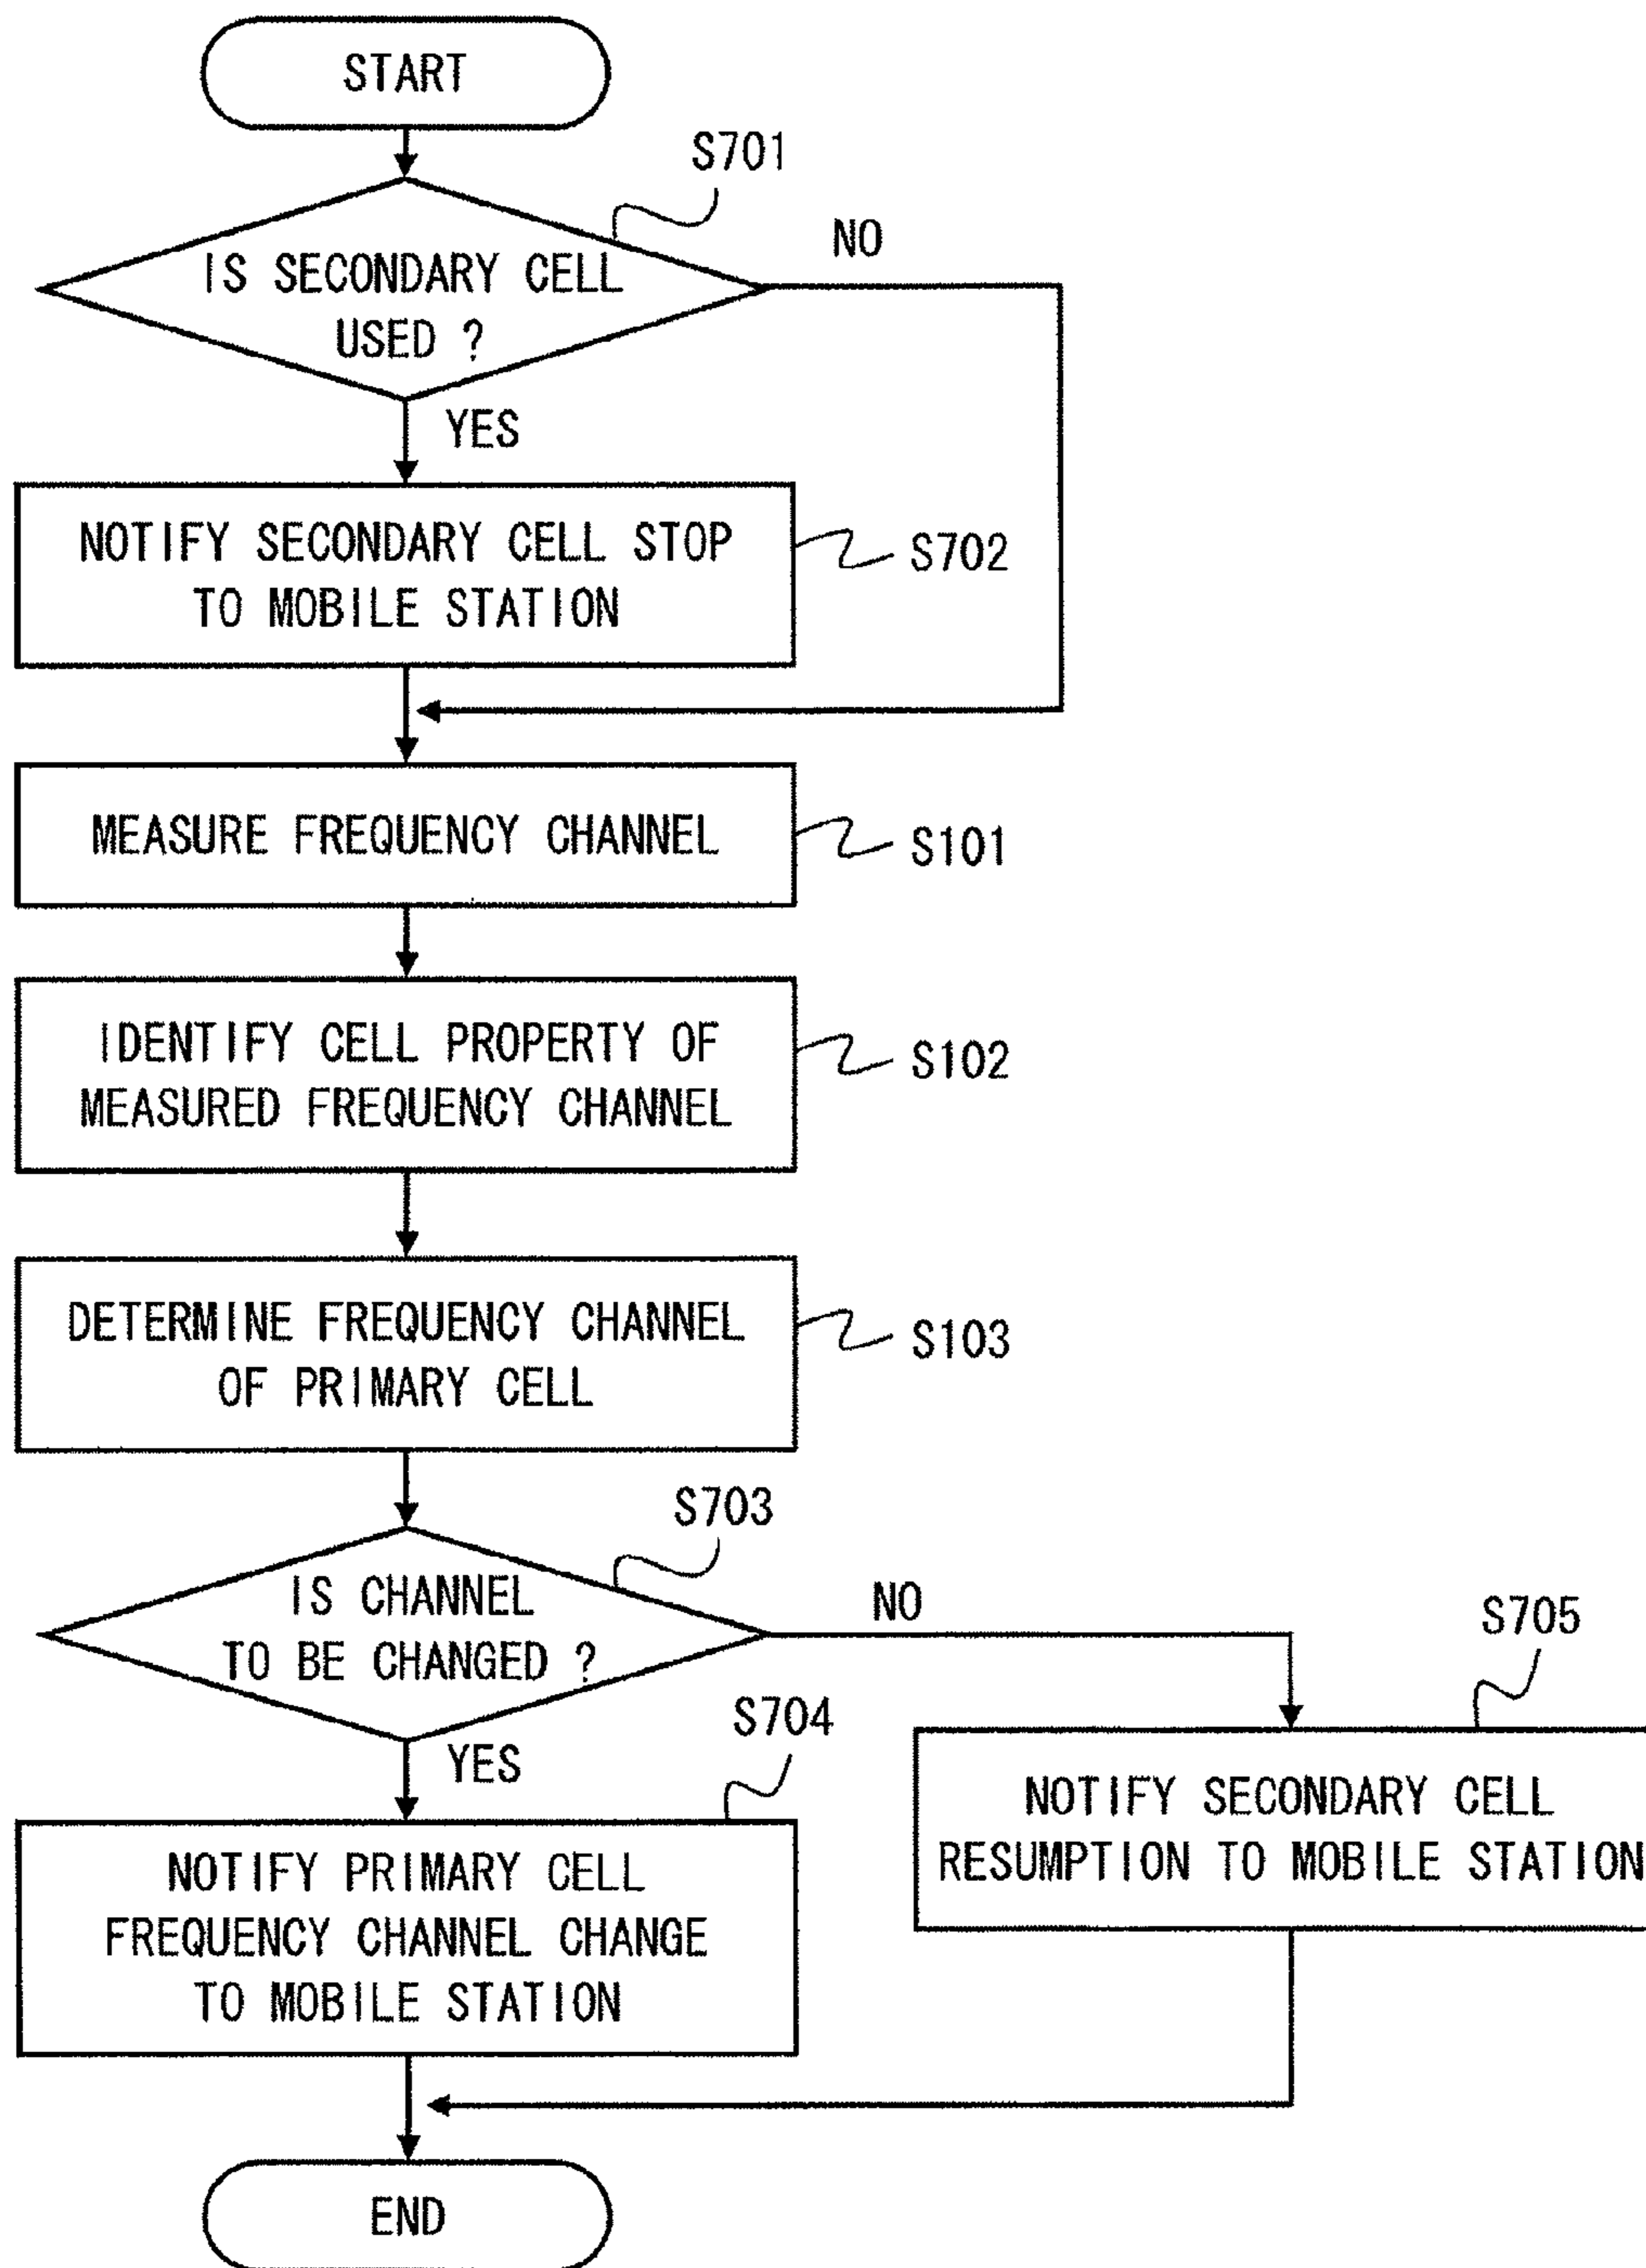 START
S701
IS SECONDARY CELL
USED ?
NO
YES
NOTIFY SECONDARY CELL STOP
TO MOBILE STATION
S702
MEASURE FREQUENCY CHANNEL
S101
IDENTIFY CELL PROPERTY OF
MEASURED FREQUENCY CHANNEL
S102
DETERMINE FREQUENCY CHANNEL
OF PRIMARY CELL
S103
S703
IS CHANNEL
TO BE CHANGED ?
NO
YES
S705
NOTIFY SECONDARY CELL
RESUMPTION TO MOBILE STATION
S704
NOTIFY PRIMARY CELL
FREQUENCY CHANNEL CHANGE
TO MOBILE STATION
END